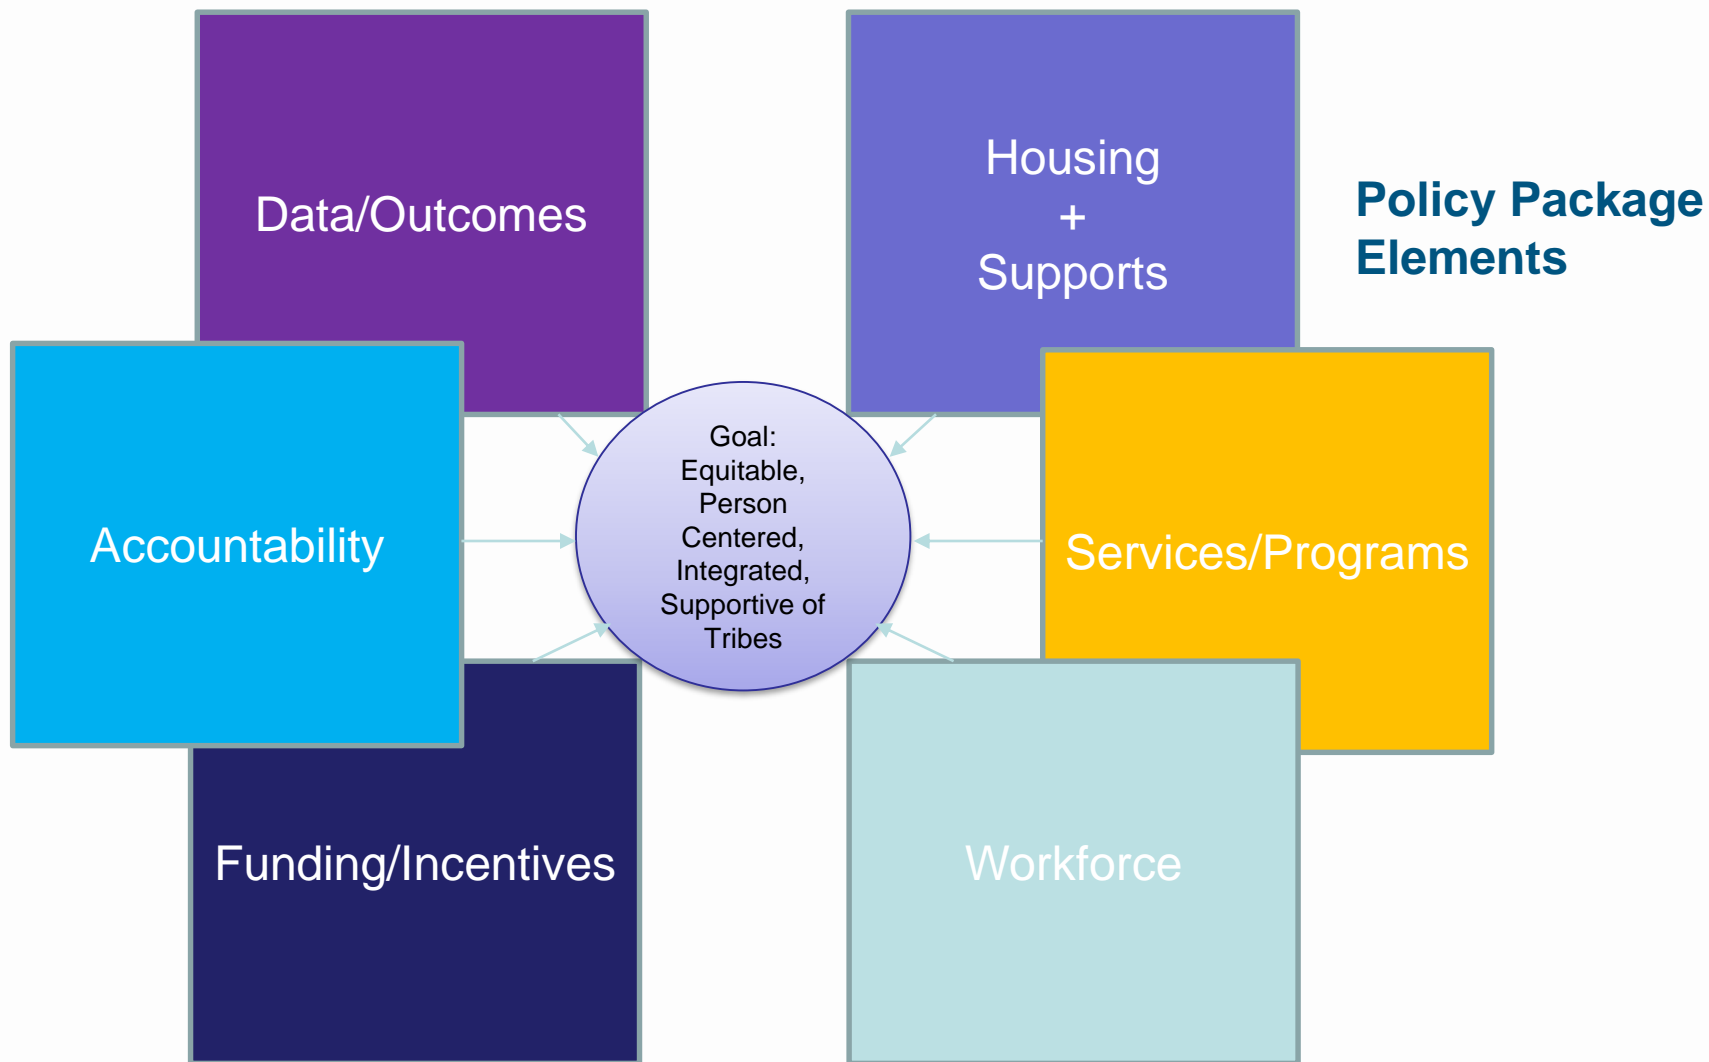 Data/Outcomes
Housing
+
Supports
Policy Package
Elements
Accountability
Goal:
Equitable,
Person
Centered,
Integrated,
Supportive of
Tribes
Services/Programs
Funding/Incentives
Workforce